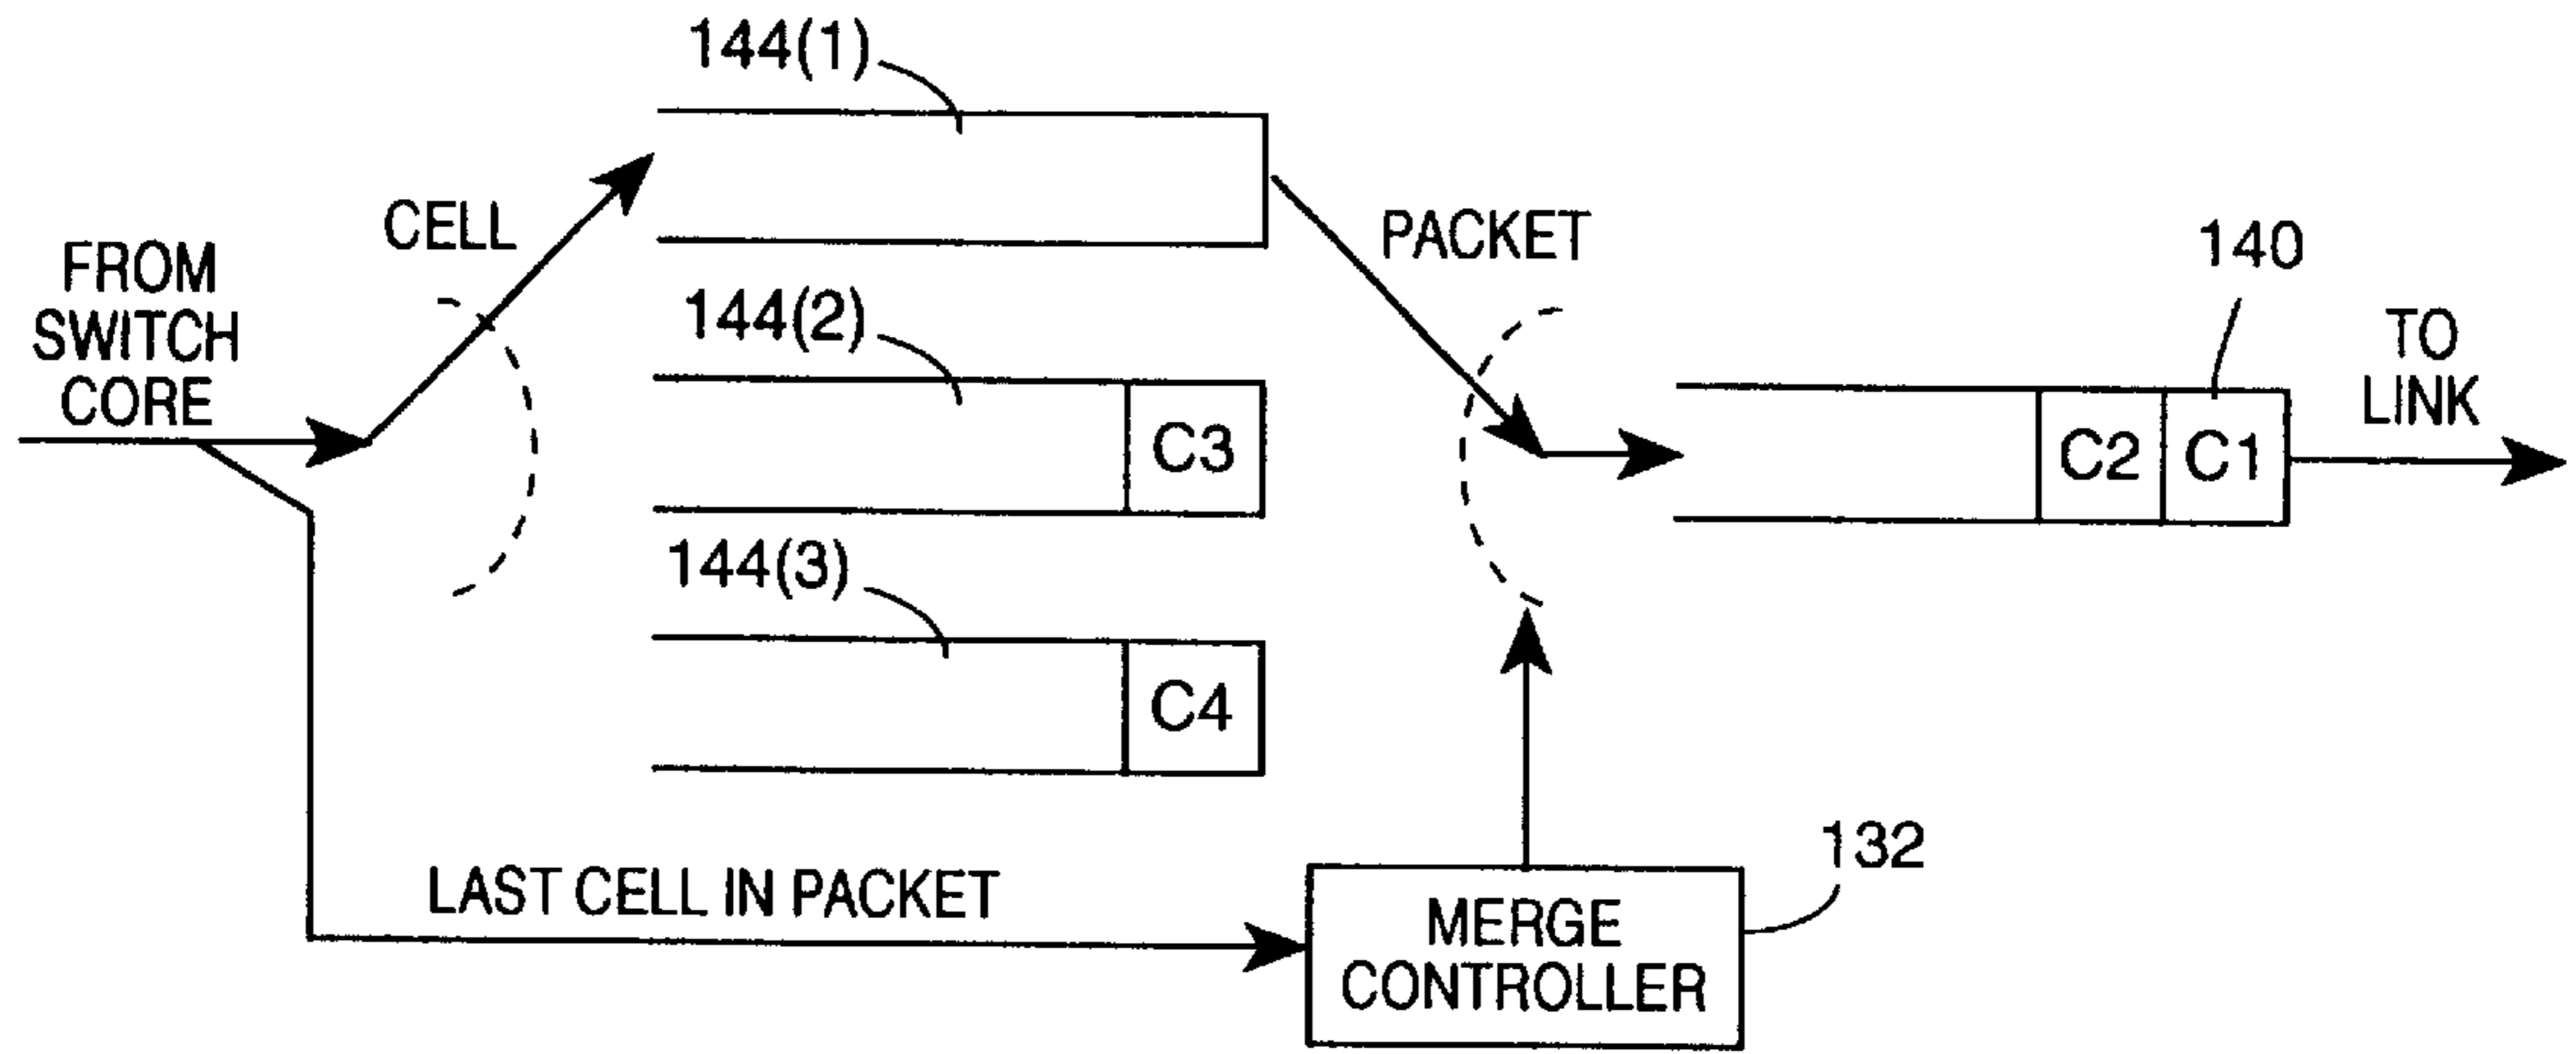 144(1)
CELL
PACKET
FROM
SWITCH
CORE
140
144(2)
TO
LINK
C3
C2 C1
144(3)
C4
132
LAST CELL IN PACKET
MERGE
CONTROLLER